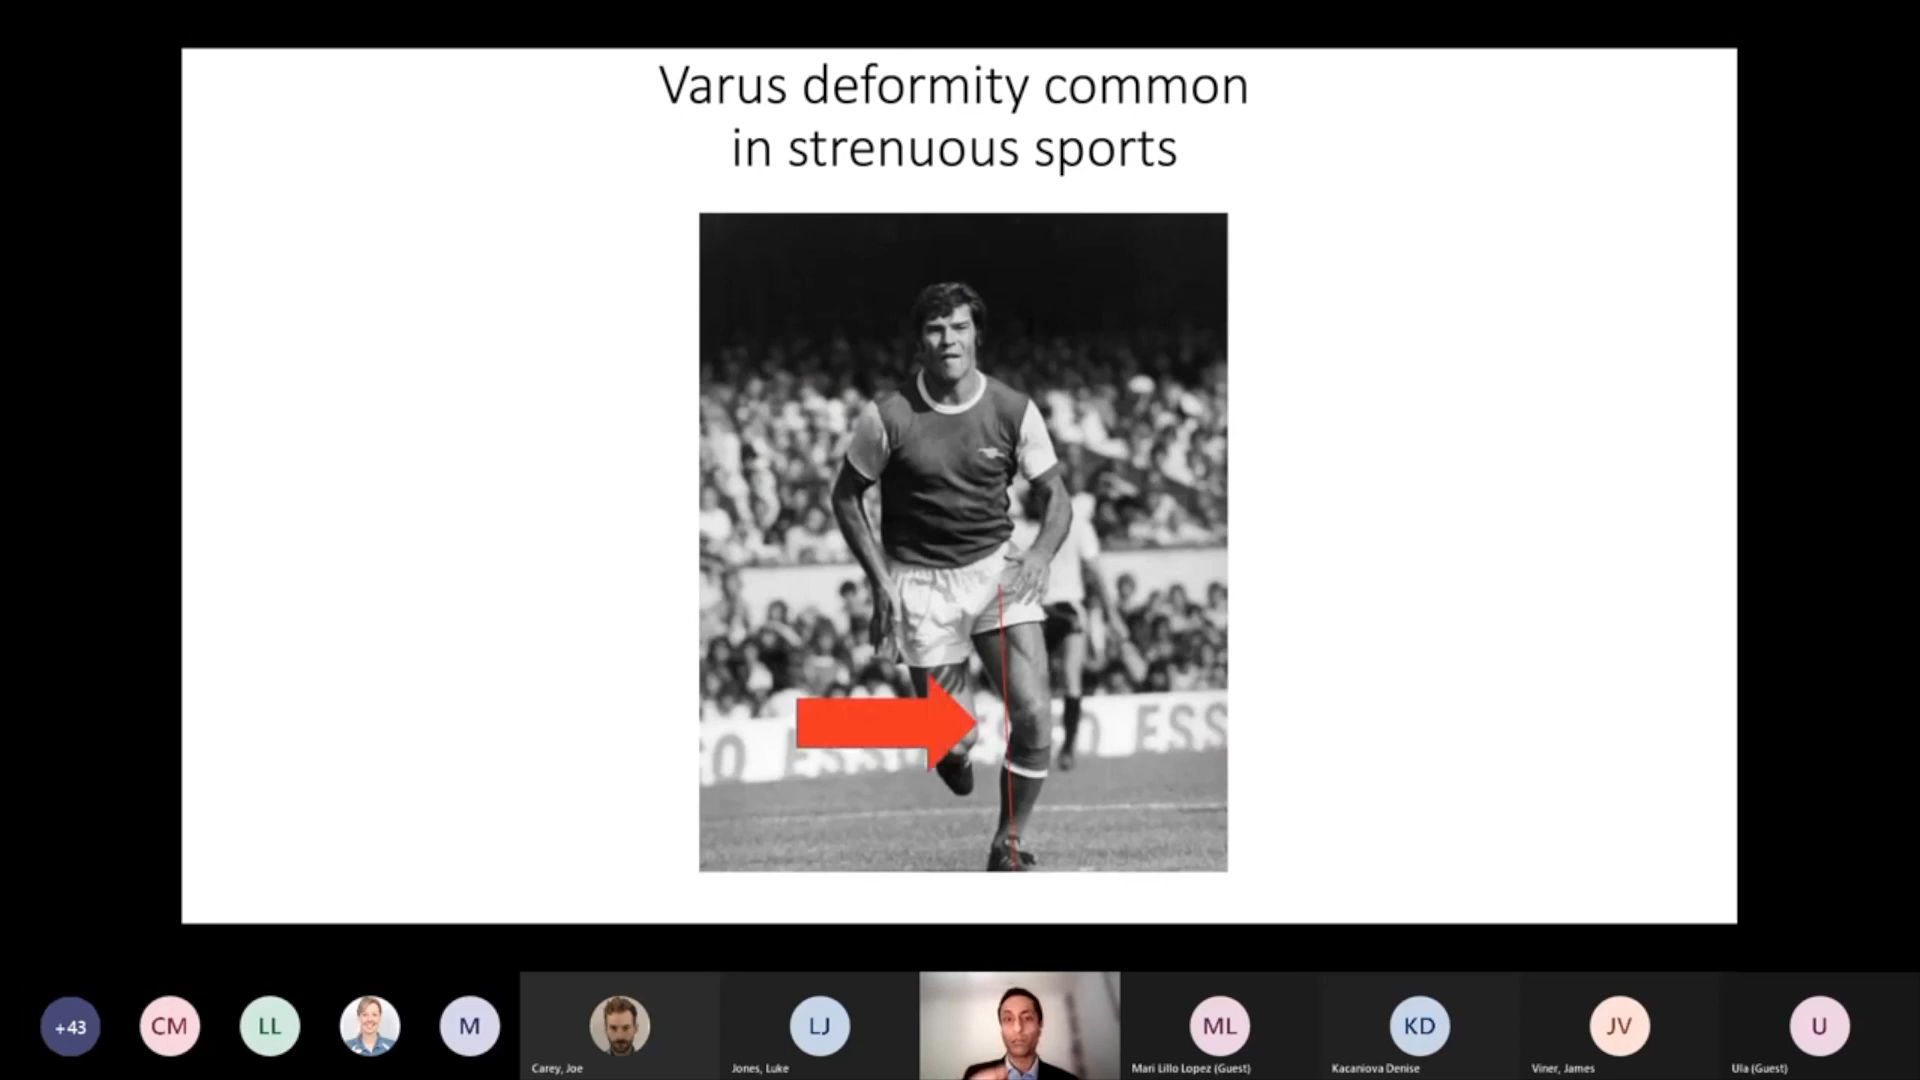 Varus deformity common
in strenuous sports
ESSO ESS
+43
CM
LL
M
LJ
ML
KD
JV
U
Carey, Joe
Jones, Luke
Mari Lillo Lopez (Guest)
Kacaniova Denise
Viner, James
Ula (Guest)